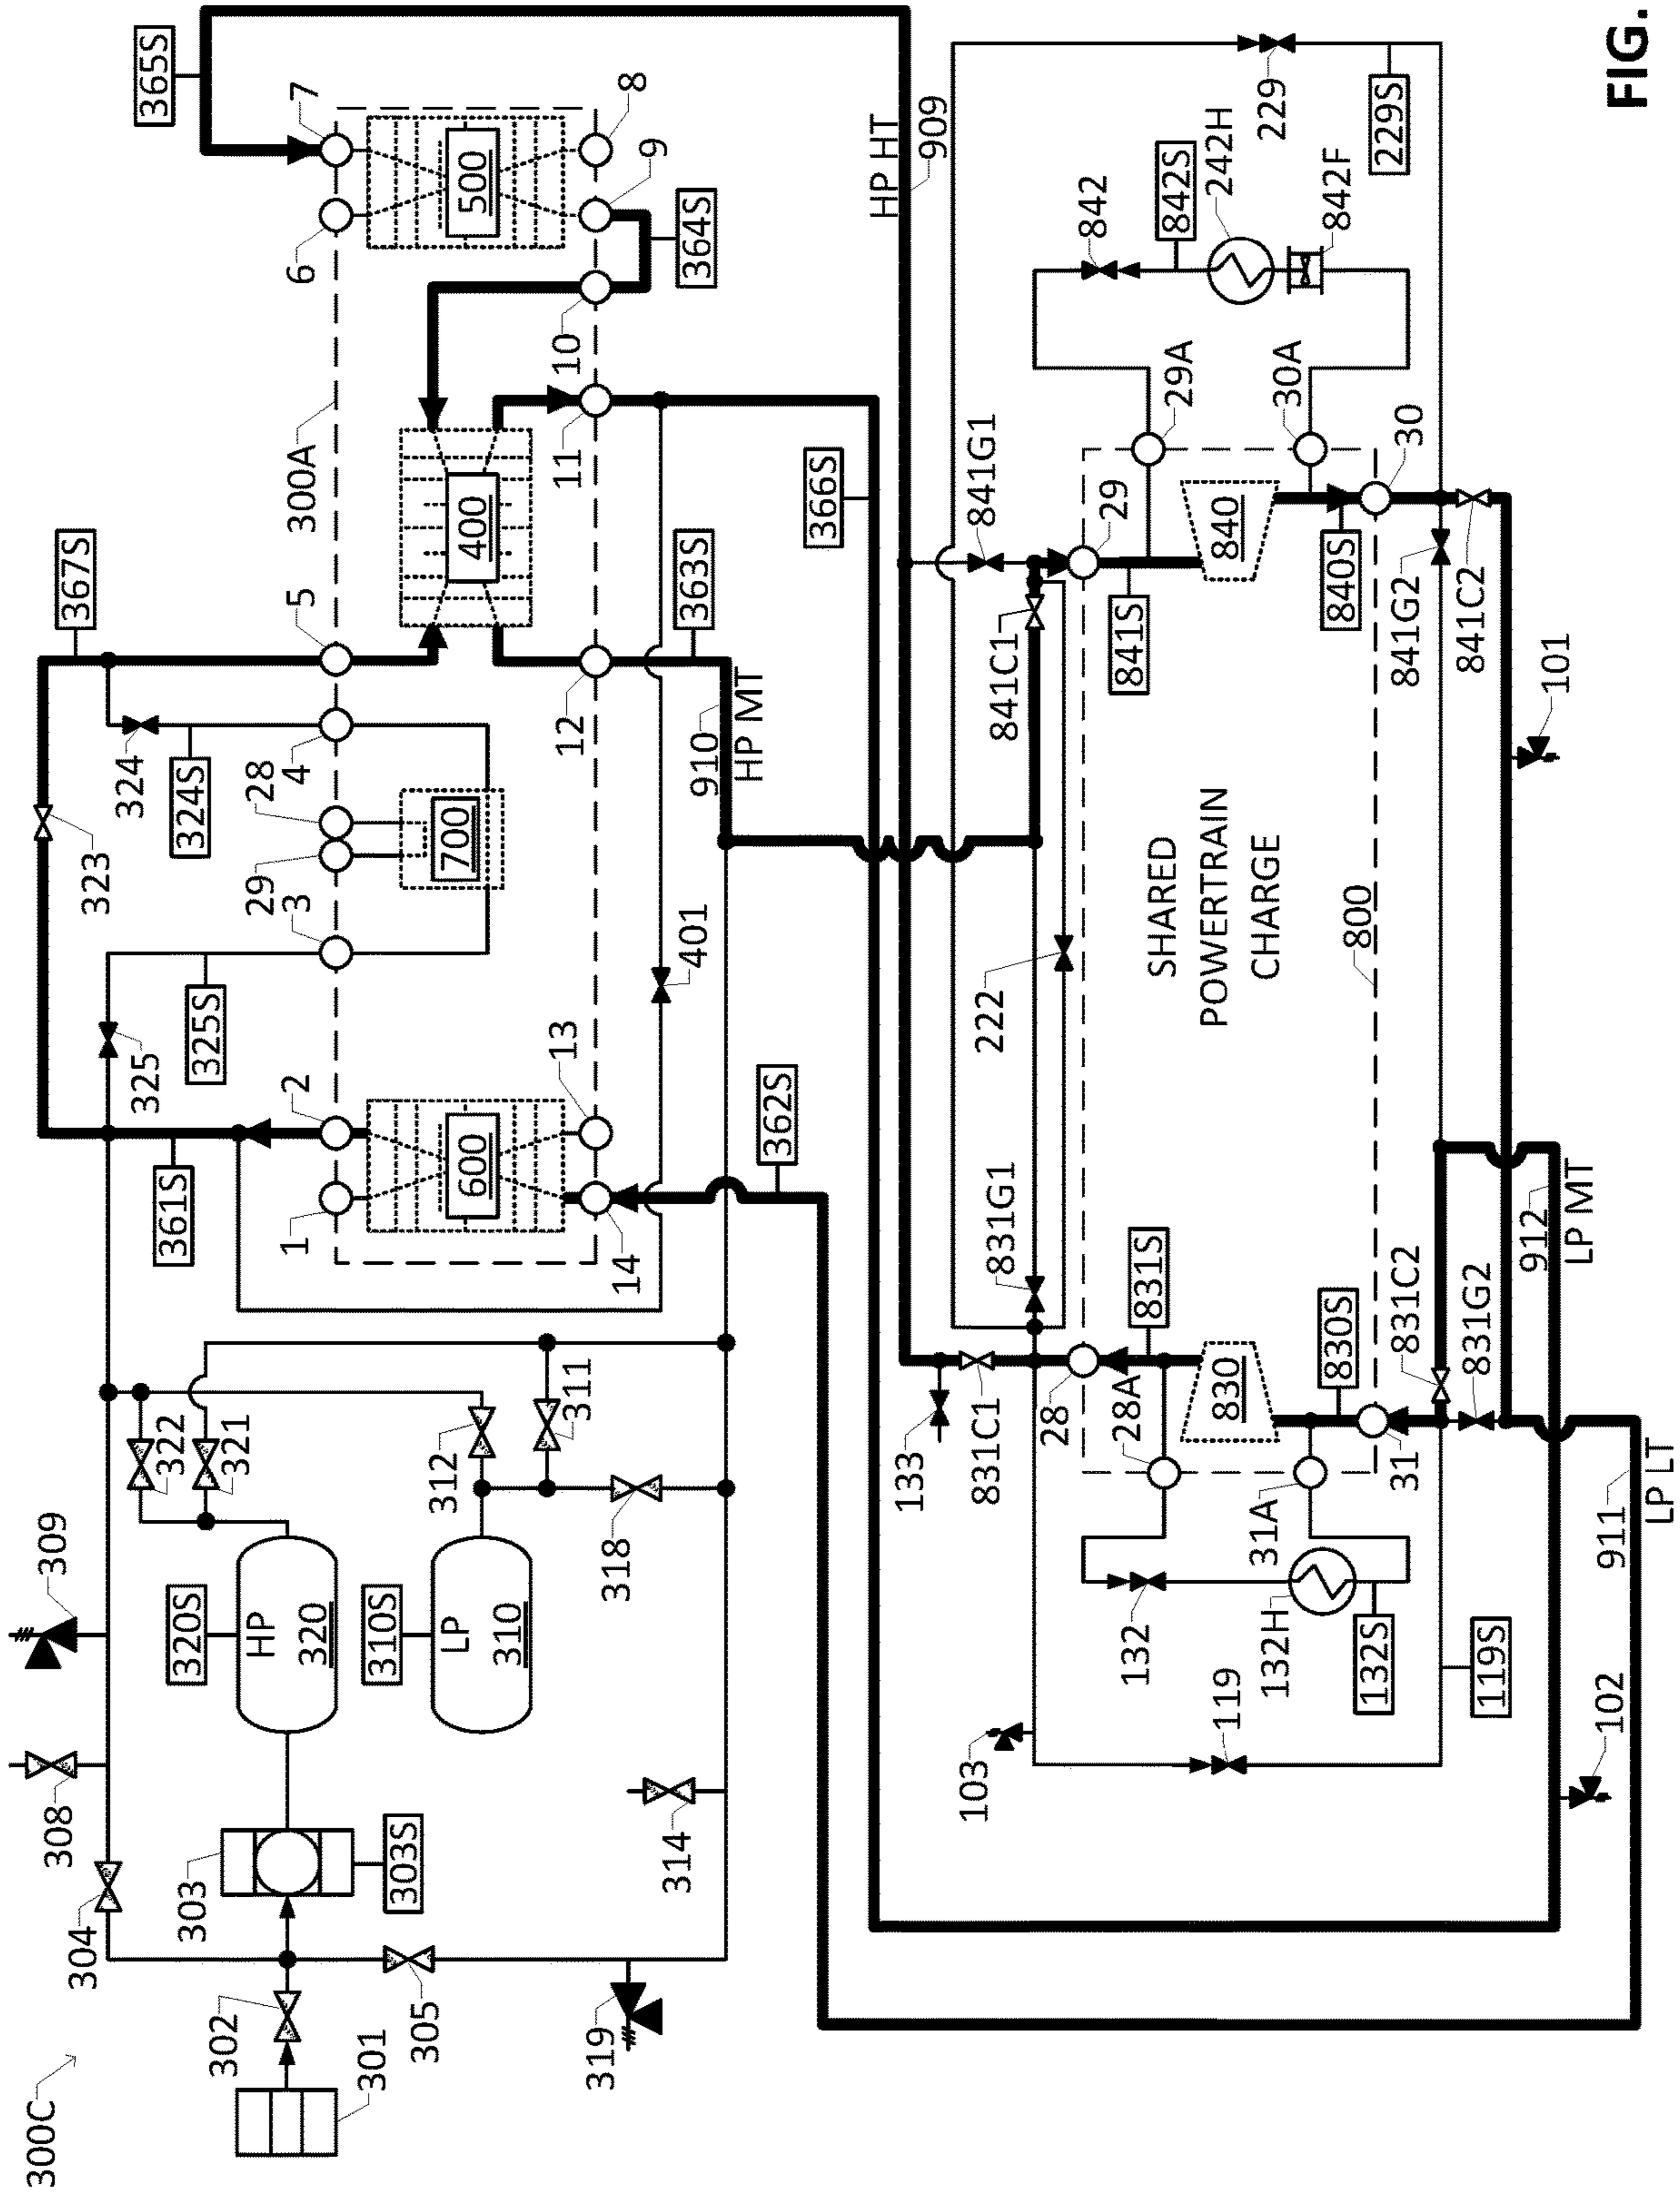 300C
301
302
303
303S
304
305
308
309
314
319
HP
320
320S
LP
310
310S
318
312
311
322
321
361S
1
2
325
325S
3
29
28
4
324
324S
323
367S
5
300A
6
7
365S
600
700
400
500
14
13
12
11
10
9
8
362S
401
363S
364S
366S
910
HP MT
HP HT
909
133
831C1
28
28A
831S
831G1
222
841C1
841S
841G1
29
29A
842
842S
242H
842F
229
229S
30A
30
840
840S
841G2
841C2
101
SHARED
POWERTRAIN
CHARGE
800
830
830S
831C2
831G2
31
31A
132
132H
132S
119
119S
103
102
911
LP LT
912
LP MT
FIG.